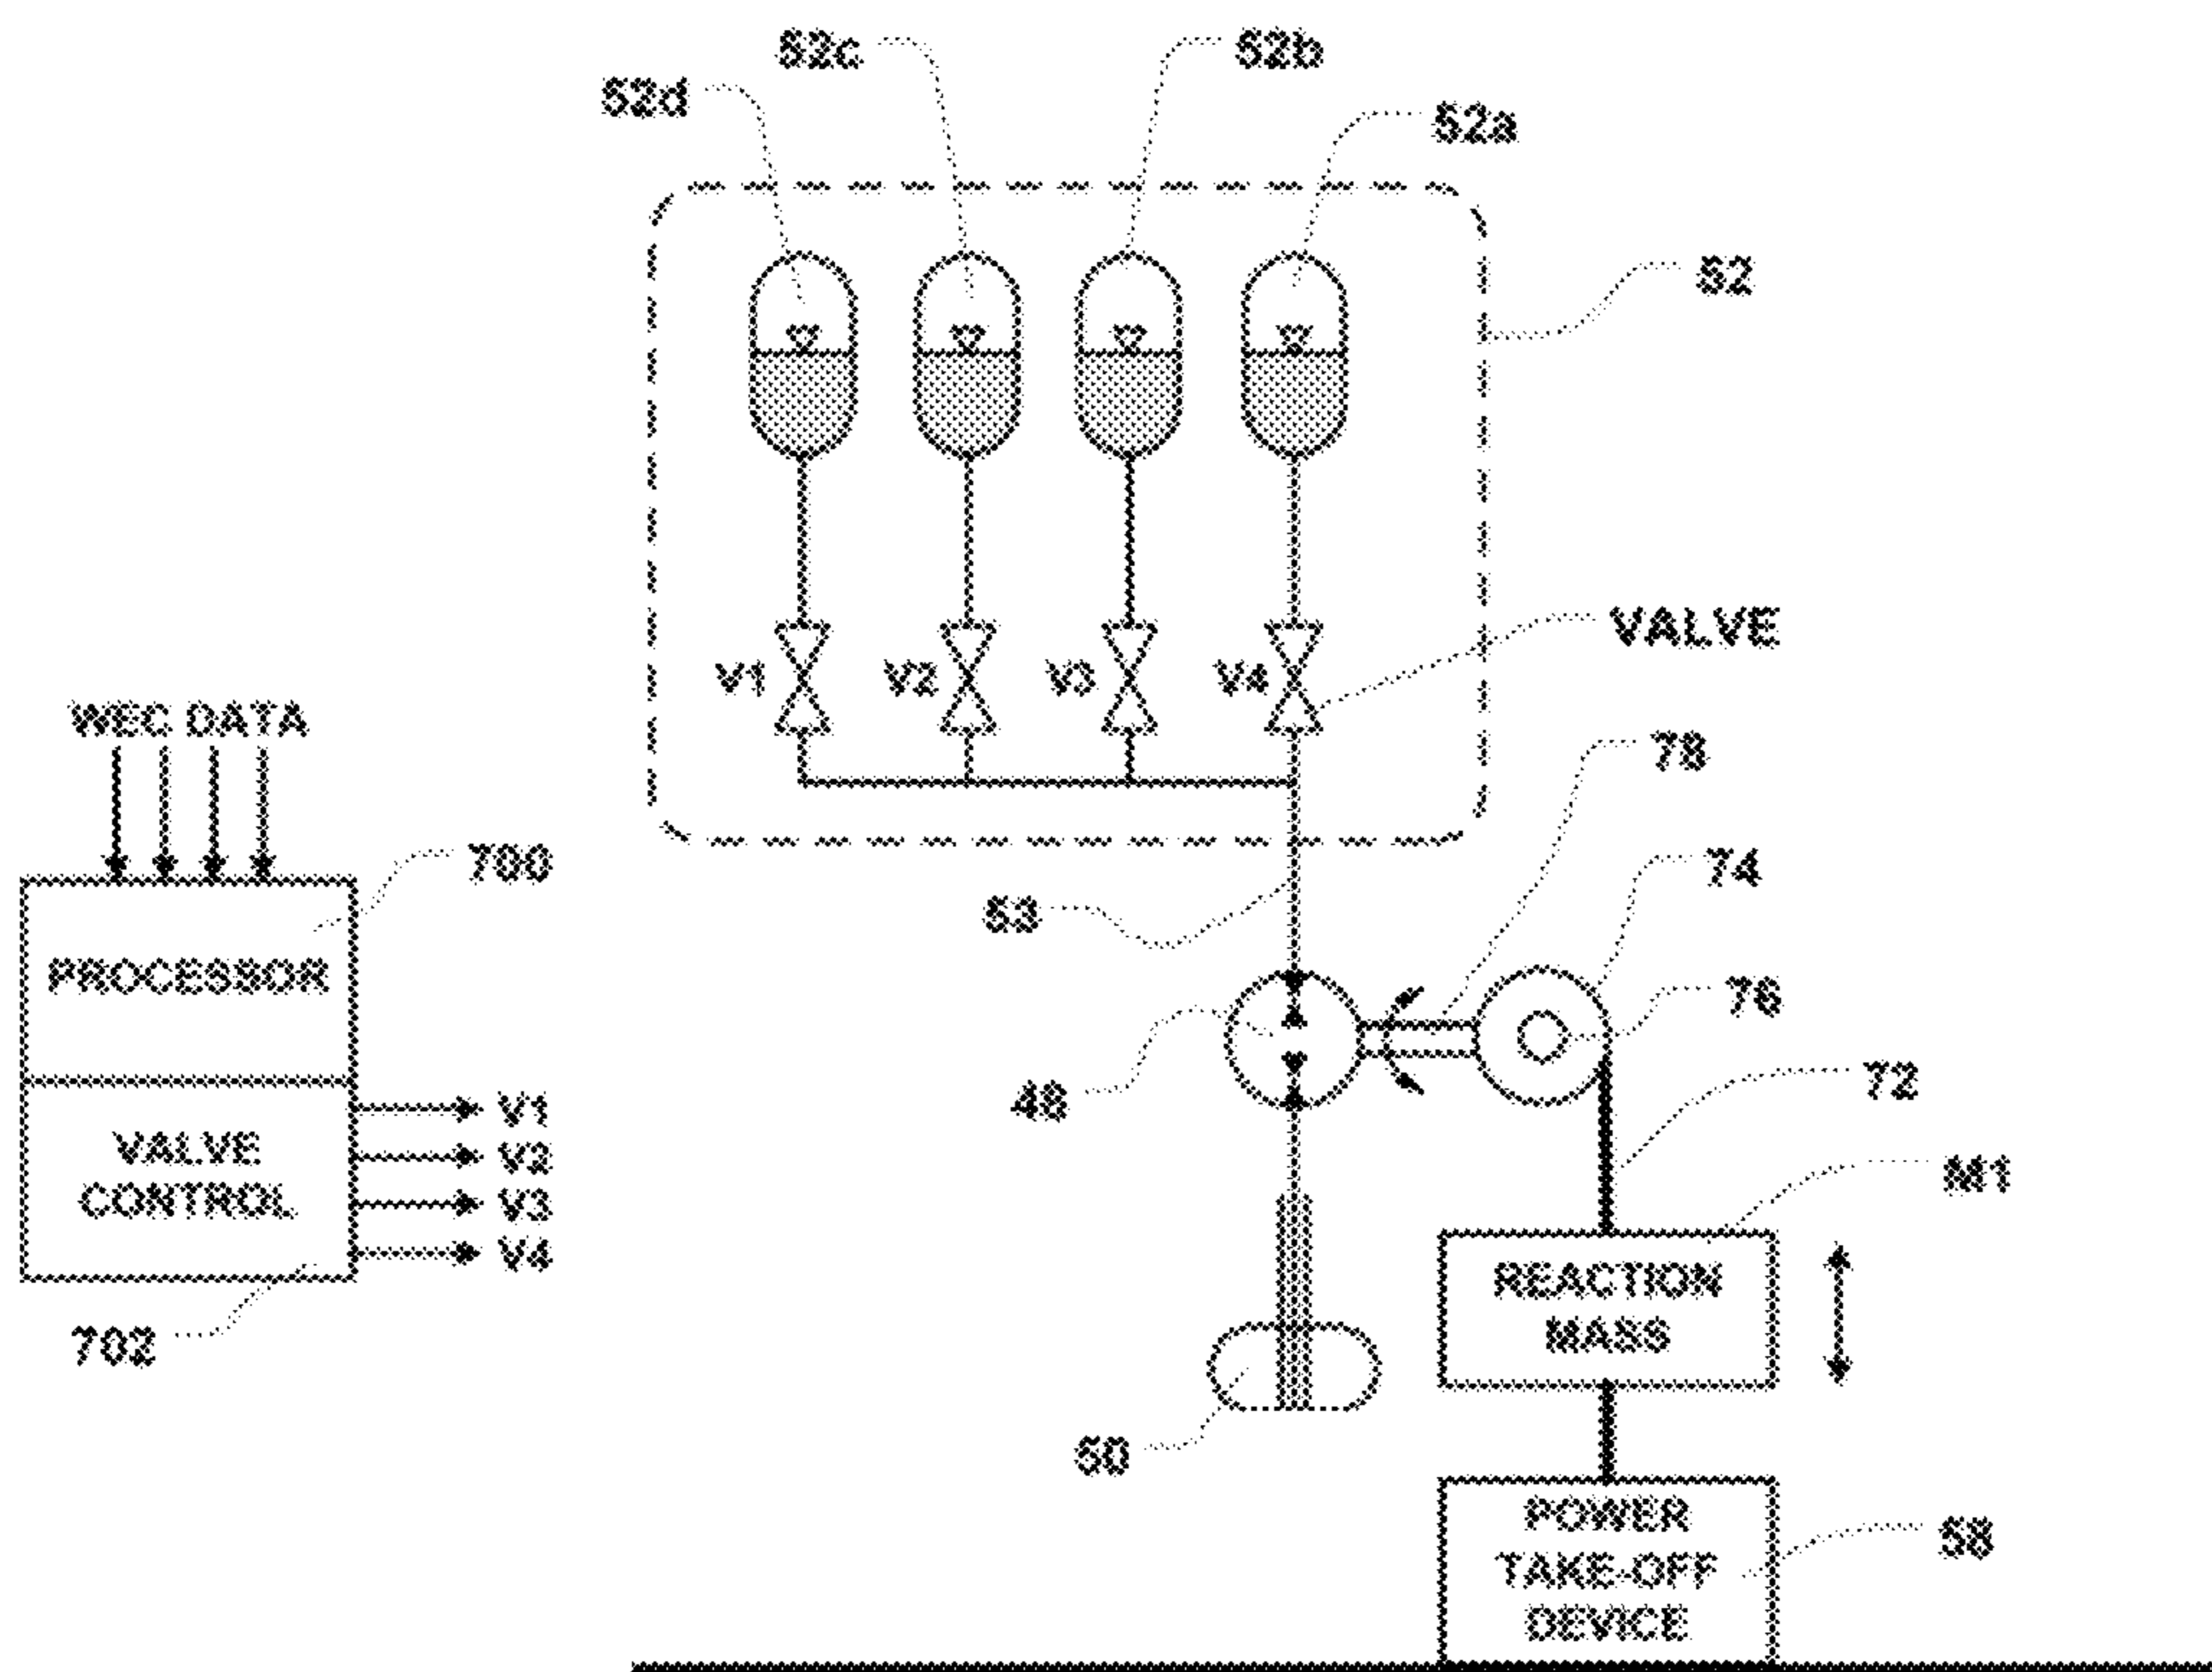 52c
52b
52d
52a
52
VALVE
V1
V2
V3
V4
WEC DATA
78
700
74
53
PROCESSOR
76
48
72
V1
VALVE
V2
CONTROL
V3
V4
M1
REACTION
MASS
702
50
POWER
TAKE-OFF
DEVICE
58